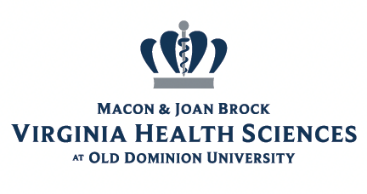 MACON & JOAN BROCK
VIRGINIA HEALTH SCIENCES
AT OLD DOMINION UNIVERSITY